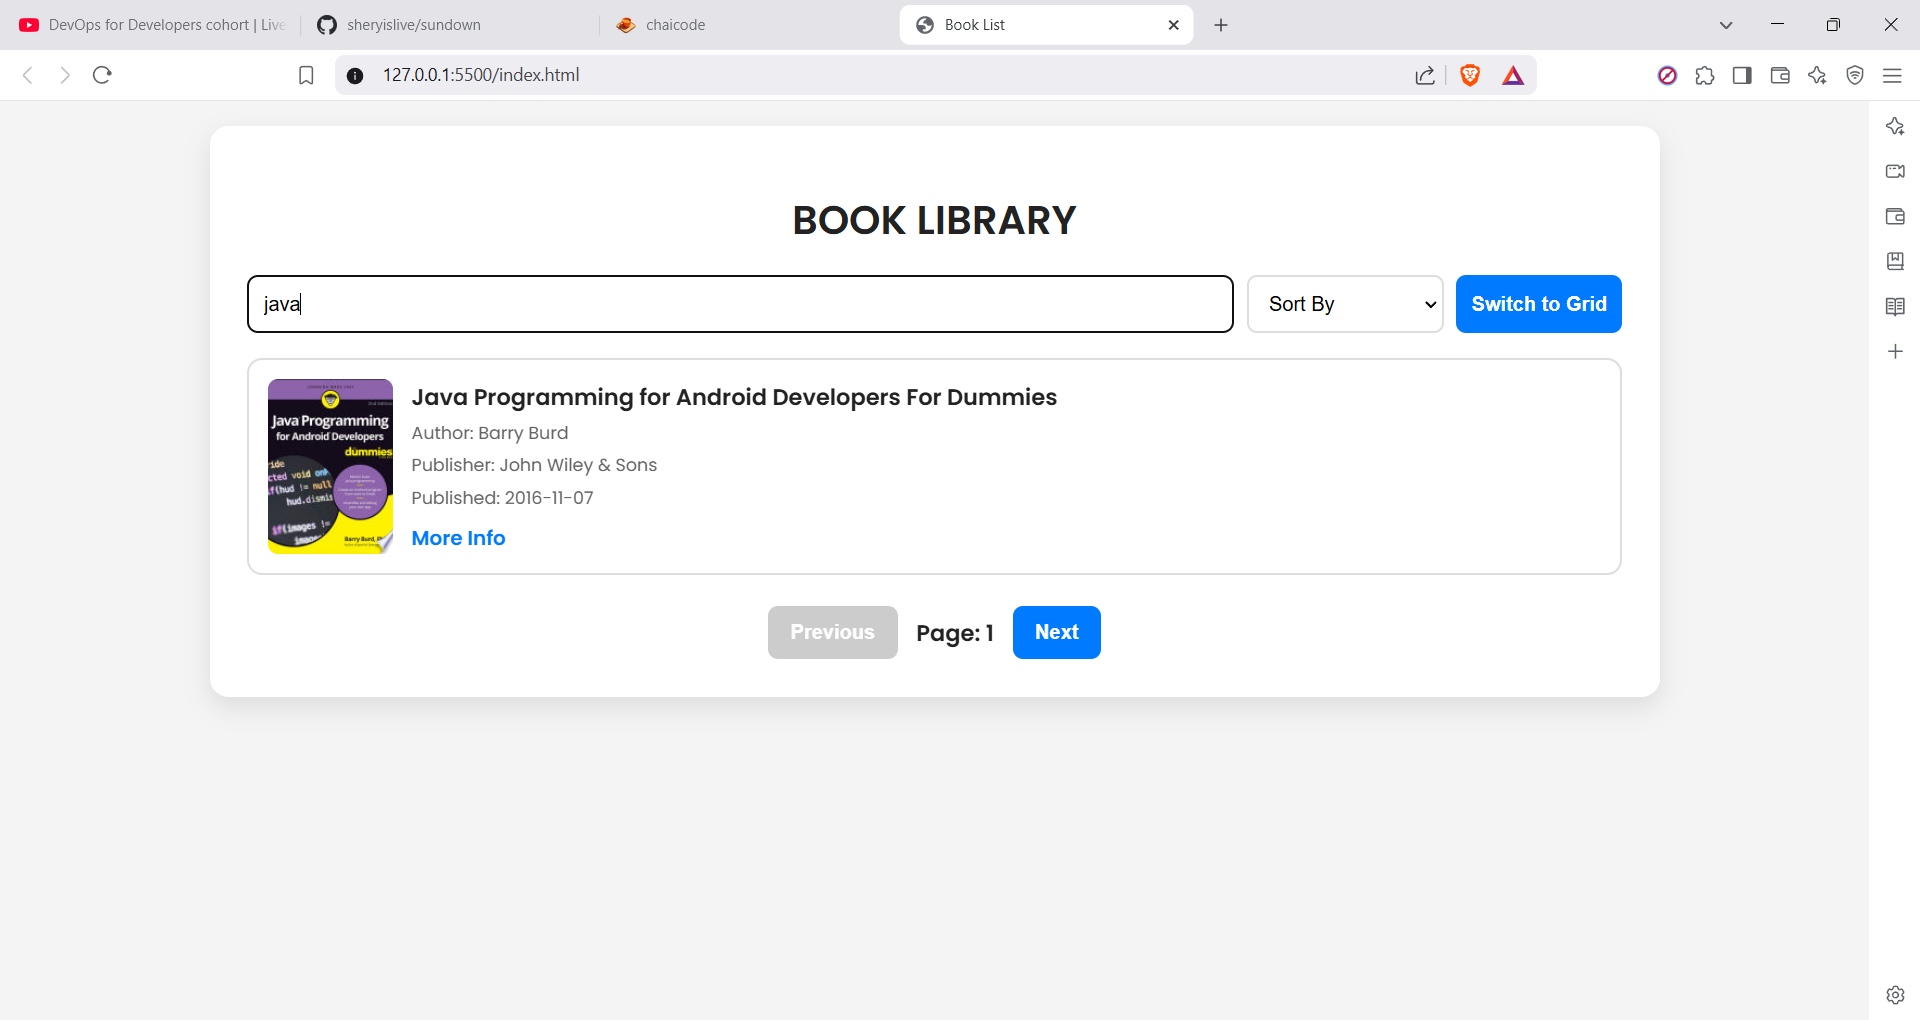 DevOps for Developers cohort | Live
sheryislive/sundown
chaicode
Book List
127.0.0.1:5500/index.html
BOOK LIBRARY
java
Sort By
Switch to Grid
Java Programming
for Android Developers
dummies
Java Programming for Android Developers For Dummies
Author: Barry Burd
Publisher: John Wiley & Sons
Published: 2016-11-07
More Info
Previous
Page: 1
Next